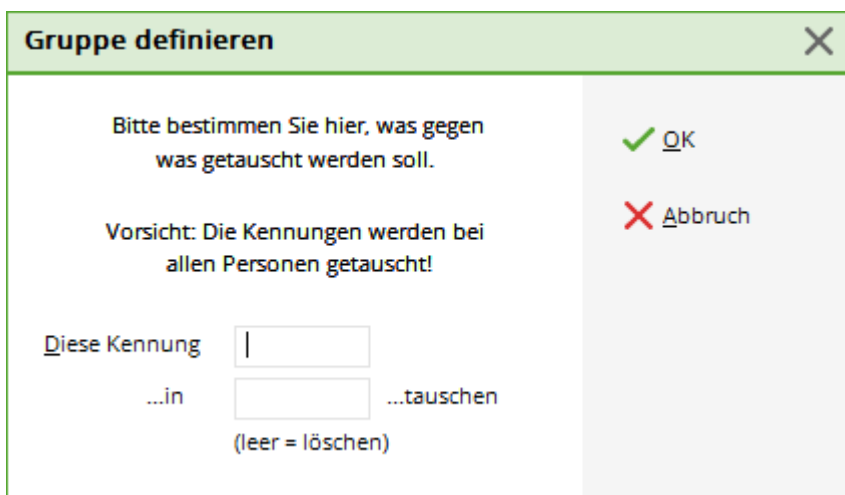 Gruppe definieren
Bitte bestimmen Sie hier, was gegen
was getauscht werden soll.
Vorsicht: Die Kennungen werden bei
allen Personen getauscht!
Diese Kennung
...in ...tauschen
(leer = löschen)
OK
Abbruch